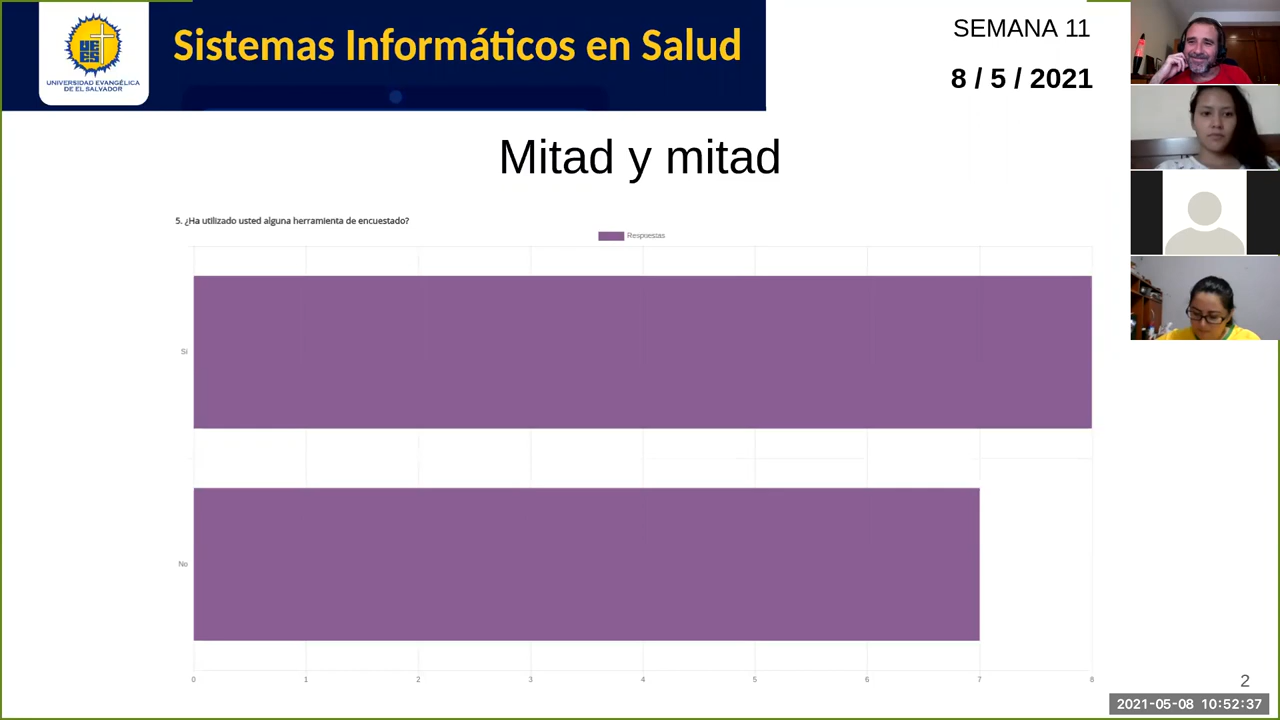 Sistemas Informáticos en Salud
UNIVERSIDAD EVANGÉLICA
DE EL SALVADOR
SEMANA 11
8 / 5 / 2021
Mitad y mitad
5. ¿Ha utilizado usted alguna herramienta de encuestado?
Respuestas
Si
No
0 1 2 3 4 5 6 7 8
2
2021-05-08 10:52:37